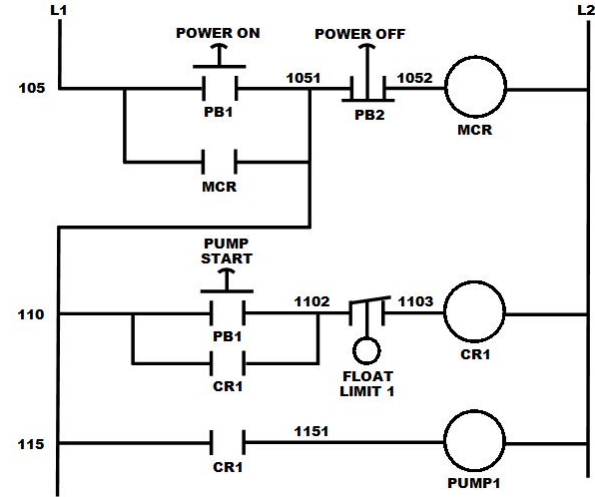 L1
L2
POWER ON
POWER OFF
105
1051
1052
PB1
PB2
MCR
MCR
PUMP
START
110
1102
1103
PB1
CR1
CR1
FLOAT
LIMIT 1
115
1151
CR1
PUMP1